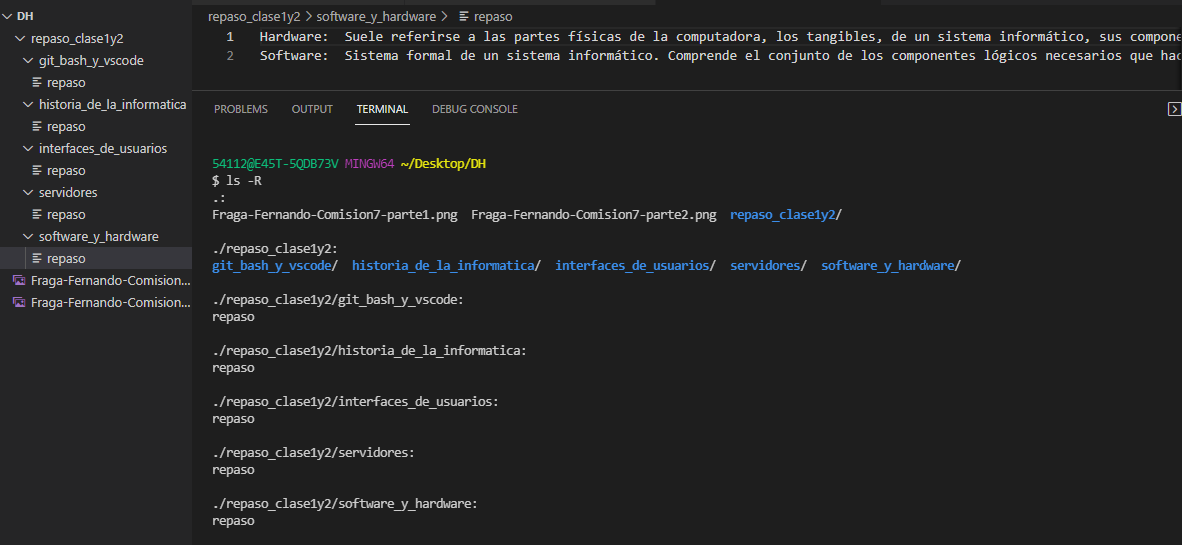 DH
repaso_clase1y2
git_bash_y_vscode
repaso
historia_de_la_informatica
repaso
interfaces_de_usuarios
repaso
servidores
repaso
software_y_hardware
repaso
Fraga-Fernando-Comision...
Fraga-Fernando-Comision...
repaso_clase1y2 > software_y_hardware > repaso
1 Hardware: Suele referirse a las partes físicas de la computadora, los tangibles, de un sistema informático, sus compone
2 Software: Sistema formal de un sistema informático. Comprende el conjunto de los componentes lógicos necesarios que hac
PROBLEMS OUTPUT TERMINAL DEBUG CONSOLE
54112@E45T-5QDB73V MINGW64 ~/Desktop/DH
$ ls -R
.:
Fraga-Fernando-Comision7-parte1.png Fraga-Fernando-Comision7-parte2.png repaso_clase1y2/
./repaso_clase1y2:
git_bash_y_vscode/ historia_de_la_informatica/ interfaces_de_usuarios/ servidores/ software_y_hardware/
./repaso_clase1y2/git_bash_y_vscode:
repaso
./repaso_clase1y2/historia_de_la_informatica:
repaso
./repaso_clase1y2/interfaces_de_usuarios:
repaso
./repaso_clase1y2/servidores:
repaso
./repaso_clase1y2/software_y_hardware:
repaso